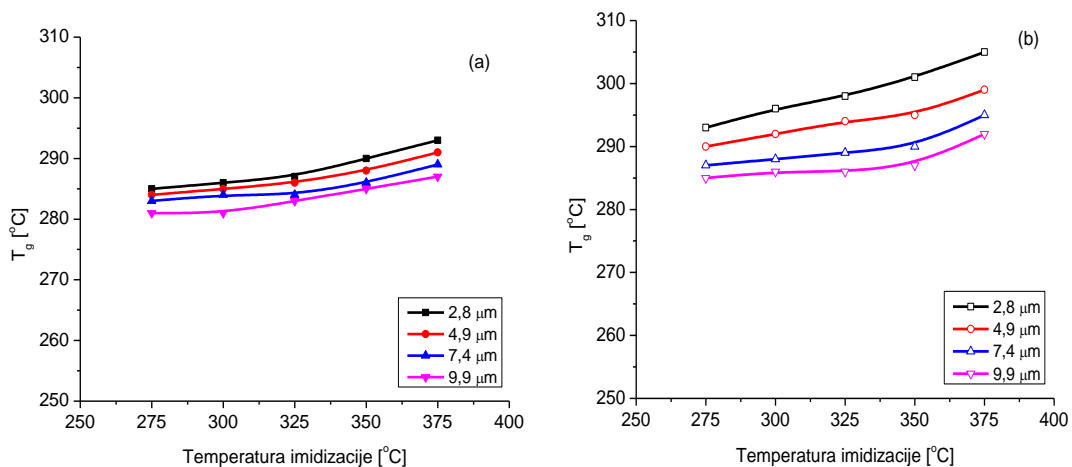 310
300
290
280
270
260
250
T_g [°C]
(a)
2,8 μm
4,9 μm
7,4 μm
9,9 μm
250 275 300 325 350 375 400
Temperatura imidizacije [°C]
310
300
290
280
270
260
250
T_g [°C]
(b)
2,8 μm
4,9 μm
7,4 μm
9,9 μm
250 275 300 325 350 375 400
Temperatura imidizacije [°C]